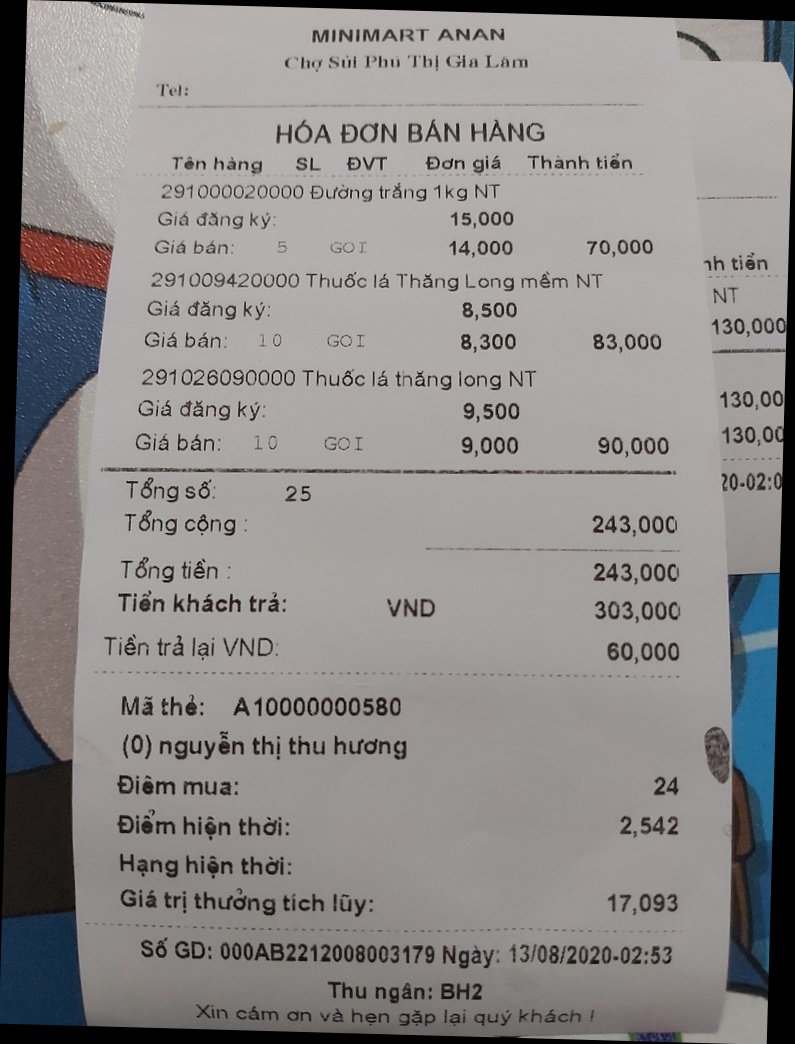 MINIMART ANAN
Chợ Sủi Phú Thị Gia Lâm
Tel:
HÓA ĐƠN BÁN HÀNG
Tên hàng SL ĐVT Đơn giá Thành tiền
291000020000 Đường trắng 1kg NT
Giá đăng ký: 15,000
Giá bán: 5 GOI 14,000 70,000
291009420000 Thuốc lá Thăng Long mềm NT
Giá đăng ký: 8,500
Giá bán: 10 GOI 8,300 83,000
291026090000 Thuốc lá thăng long NT
Giá đăng ký: 9,500
Giá bán: 10 GOI 9,000 90,000
Tổng số: 25
Tổng cộng : 243,000
Tổng tiền : 243,000
Tiền khách trả: VND 303,000
Tiền trả lại VND: 60,000
Mã thẻ: A10000000580
(0) nguyễn thị thu hương
Điểm mua: 24
Điểm hiện thời: 2,542
Hạng hiện thời:
Giá trị thưởng tích lũy: 17,093
Số GD: 000AB2212008003179 Ngày: 13/08/2020-02:53
Thu ngân: BH2
Xin cám ơn và hẹn gặp lại quý khách !
nh tiền
NT
130,000
130,00
130,00
20-02:0